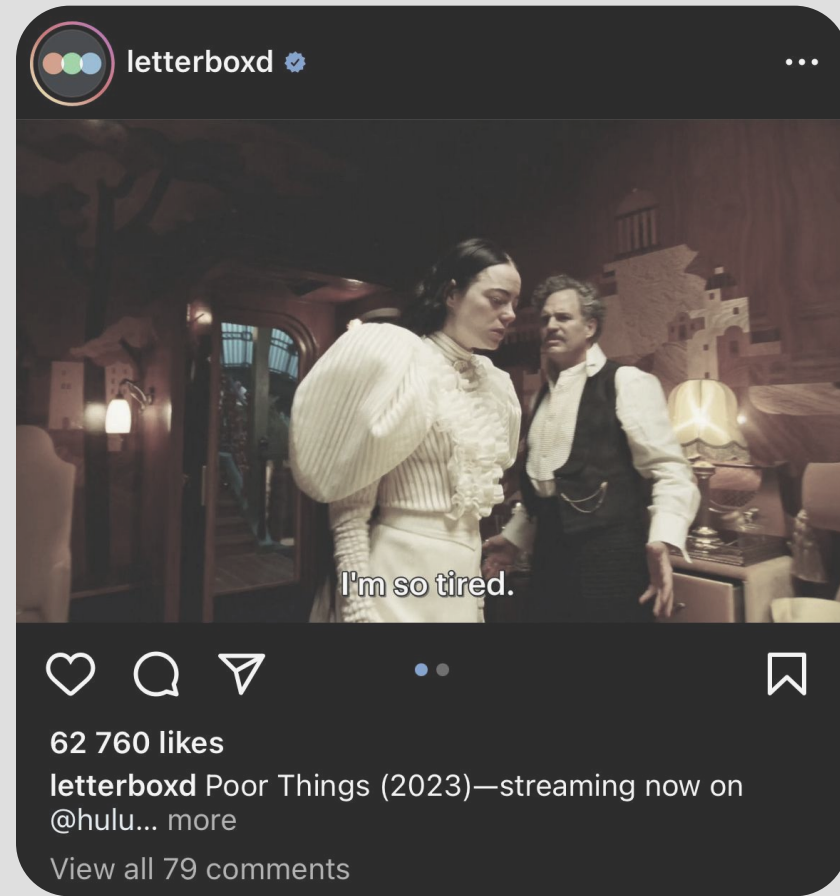 letterboxd
I'm so tired.
62 760 likes
letterboxd Poor Things (2023)—streaming now on
@hulu... more
View all 79 comments